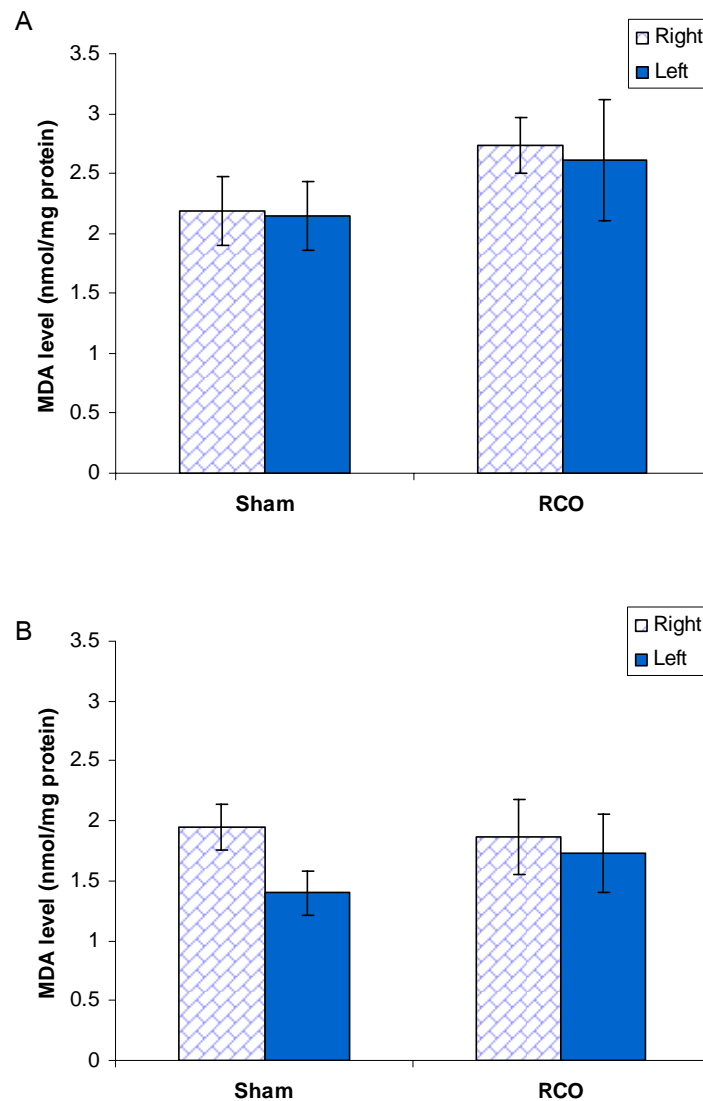 A
Right
Left
3.5
3
2.5
2
1.5
1
0.5
0
MDA level (nmol/mg protein)
Sham RCO
B
Right
Left
3.5
3
2.5
2
1.5
1
0.5
0
MDA level (nmol/mg protein)
Sham RCO